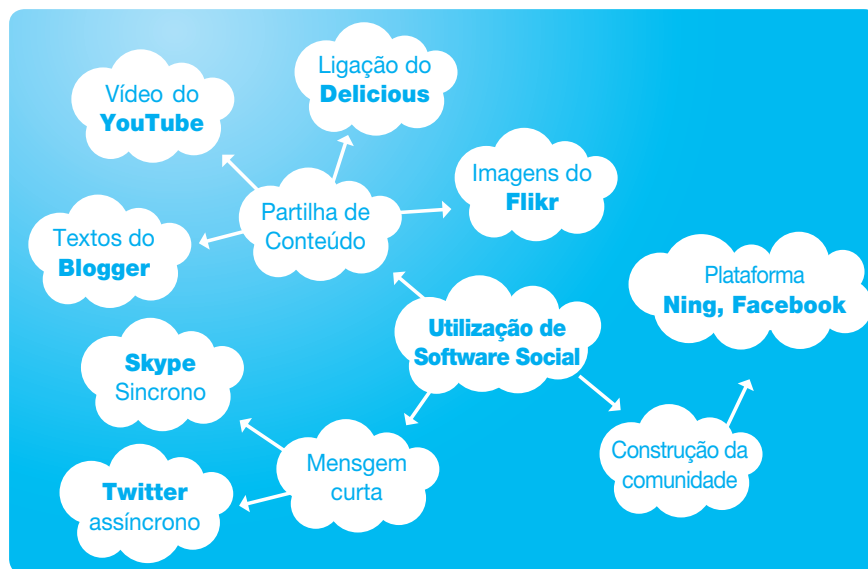 Ligação do
Delicious
Vídeo do
YouTube
Imagens do
Flikr
Partilha de
Conteúdo
Textos do
Blogger
Plataforma
Ning, Facebook
Utilização de
Software Social
Skype
Sincrono
Construção da
comunidade
Mensgem
curta
Twitter
assíncrono